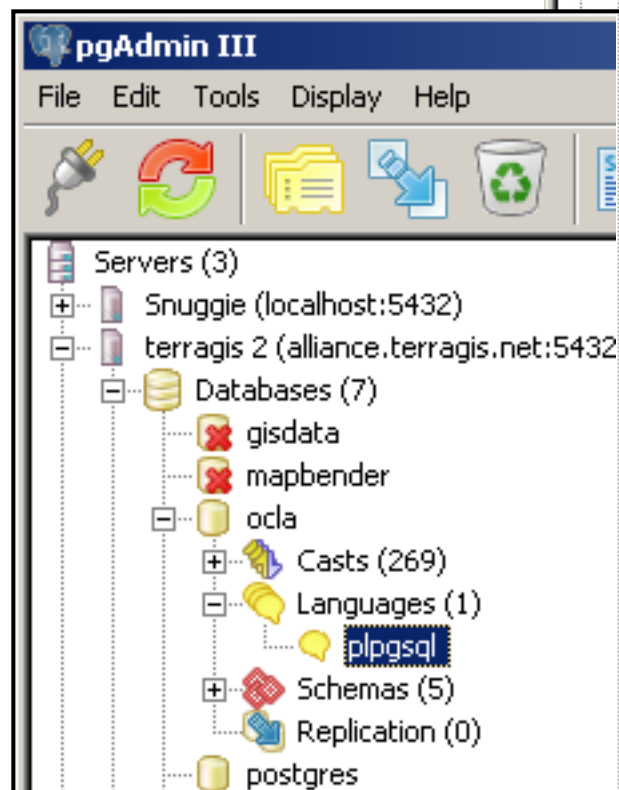 pgAdmin III
File Edit Tools Display Help
Servers (3)
Snuggie (localhost:5432)
terragis 2 (alliance.terragis.net:5432
Databases (7)
gisdata
mapbender
ocla
Casts (269)
Languages (1)
plpgsql
Schemas (5)
Replication (0)
postgres